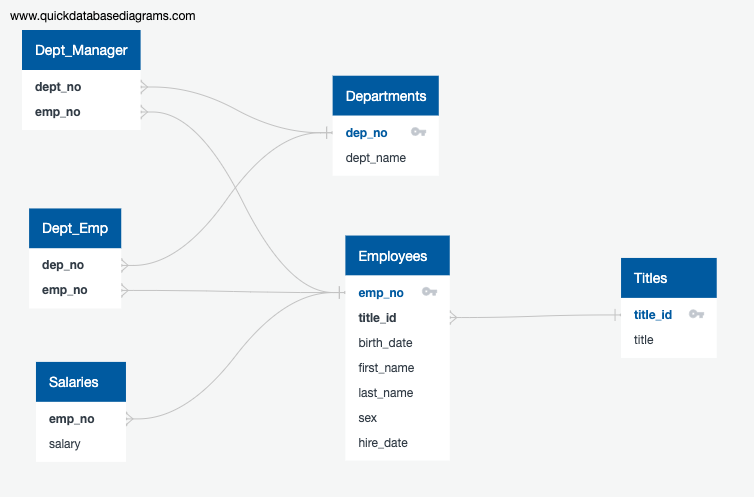 www.quickdatabasediagrams.com
Dept_Manager
dept_no
emp_no
Departments
dep_no
dept_name
Dept_Emp
dep_no
emp_no
Employees
emp_no
title_id
birth_date
first_name
last_name
sex
hire_date
Titles
title_id
title
Salaries
emp_no
salary